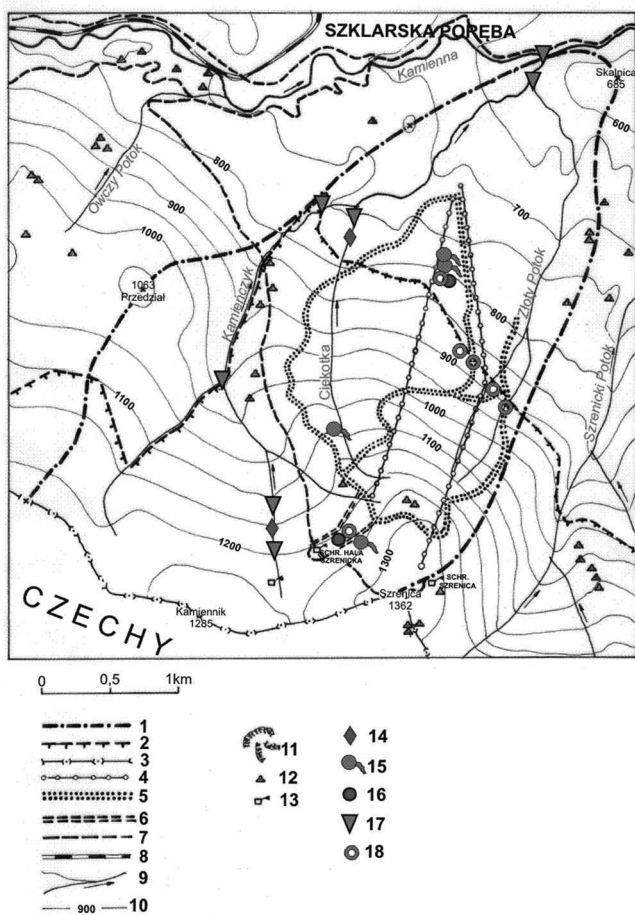 SZKLARSKA PORĘBA
Kamienna
Skalnica
685
600
Owczy Potok
800
900
1000
700
1063
Przedział
Kamieńczyk
Ciekotka
Złoty Potok
800
900
1000
1100
Szrenicki Potok
1100
1200
SCHR. HALA
SZRENICKA
1300
SCHR.
SZRENICA
Szrenica
1362
Kamiennik
1285
CZECHY
0 0,5 1km
1
2
3
4
5
6
7
8
9
900 10
11
12
13
14
15
16
17
18